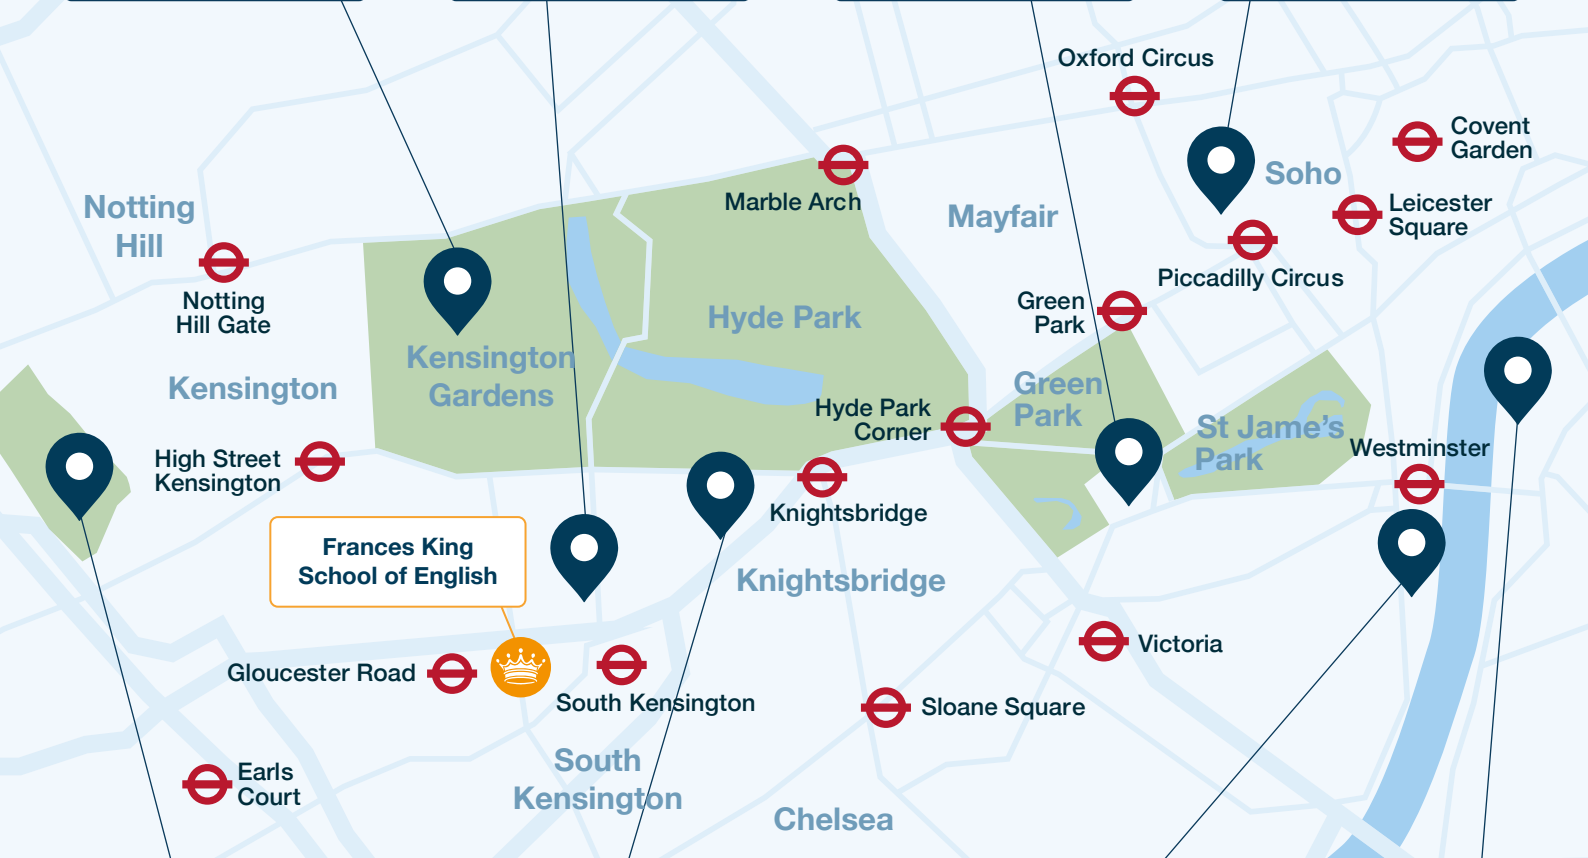 Oxford Circus
Covent
Garden
Soho
Marble Arch
Leicester
Square
Notting
Hill
Mayfair
Piccadilly Circus
Notting
Hill Gate
Green
Park
Hyde Park
Kensington
Gardens
Kensington
Green
Park
Hyde Park
Corner
St Jame's
Park
Westminster
High Street
Kensington
Knightsbridge
Frances King
School of English
Knightsbridge
Victoria
Gloucester Road
South Kensington
Sloane Square
South
Kensington
Earls
Court
Chelsea